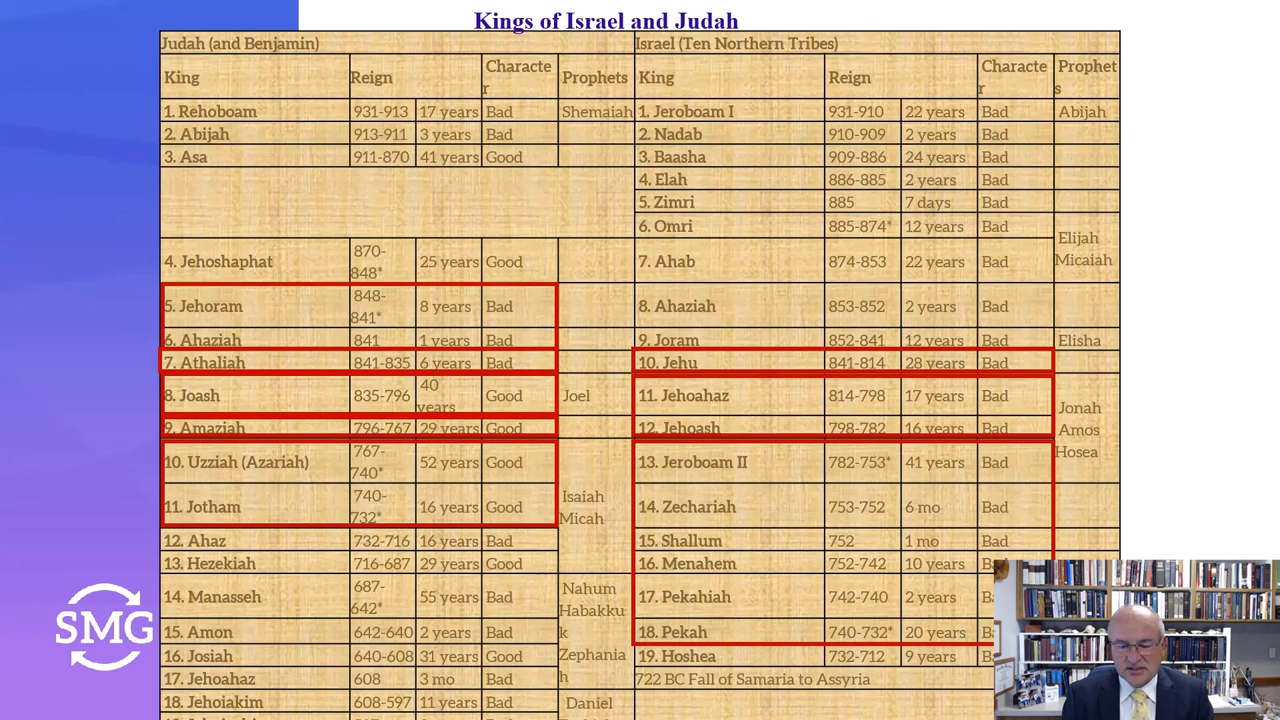 Kings of Israel and Judah
Judah (and Benjamin) Israel (Ten Northern Tribes)
King Reign Character Prophets King Reign Character Prophets
1. Rehoboam 931-913 17 years Bad Shemaiah 1. Jeroboam I 931-910 22 years Bad Abijah
2. Abijah 913-911 3 years Bad 2. Nadab 910-909 2 years Bad
3. Asa 911-870 41 years Good 3. Baasha 909-886 24 years Bad
4. Elah 886-885 2 years Bad
5. Zimri 885 7 days Bad
6. Omri 885-874* 12 years Bad
Elijah
Micaiah
4. Jehoshaphat 870-848* 25 years Good 7. Ahab 874-853 22 years Bad
5. Jehoram 848-841* 8 years Bad 8. Ahaziah 853-852 2 years Bad
6. Ahaziah 841 1 years Bad 9. Joram 852-841 12 years Bad Elisha
7. Athaliah 841-835 6 years Bad 10. Jehu 841-814 28 years Bad
8. Joash 835-796 40 years Good Joel 11. Jehoahaz 814-798 17 years Bad
Jonah
Amos
Hosea
9. Amaziah 796-767 29 years Good 12. Jehoash 798-782 16 years Bad
10. Uzziah (Azariah) 767-740* 52 years Good 13. Jeroboam II 782-753* 41 years Bad
Isaiah
Micah
11. Jotham 740-732* 16 years Good 14. Zechariah 753-752 6 mo Bad
12. Ahaz 732-716 16 years Bad 15. Shallum 752 1 mo Bad
13. Hezekiah 716-687 29 years Good 16. Menahem 752-742 10 years
14. Manasseh 687-642* 55 years Bad 17. Pekahiah 742-740 2 years
Nahum
Habakkuk
Zephaniah
15. Amon 642-640 2 years Bad 18. Pekah 740-732* 20 years
16. Josiah 640-608 31 years Good 19. Hoshea 732-712 9 years
17. Jehoahaz 608 3 mo Bad 722 BC Fall of Samaria to Assyria
18. Jehoiakim 608-597 11 years Bad Daniel
SMG